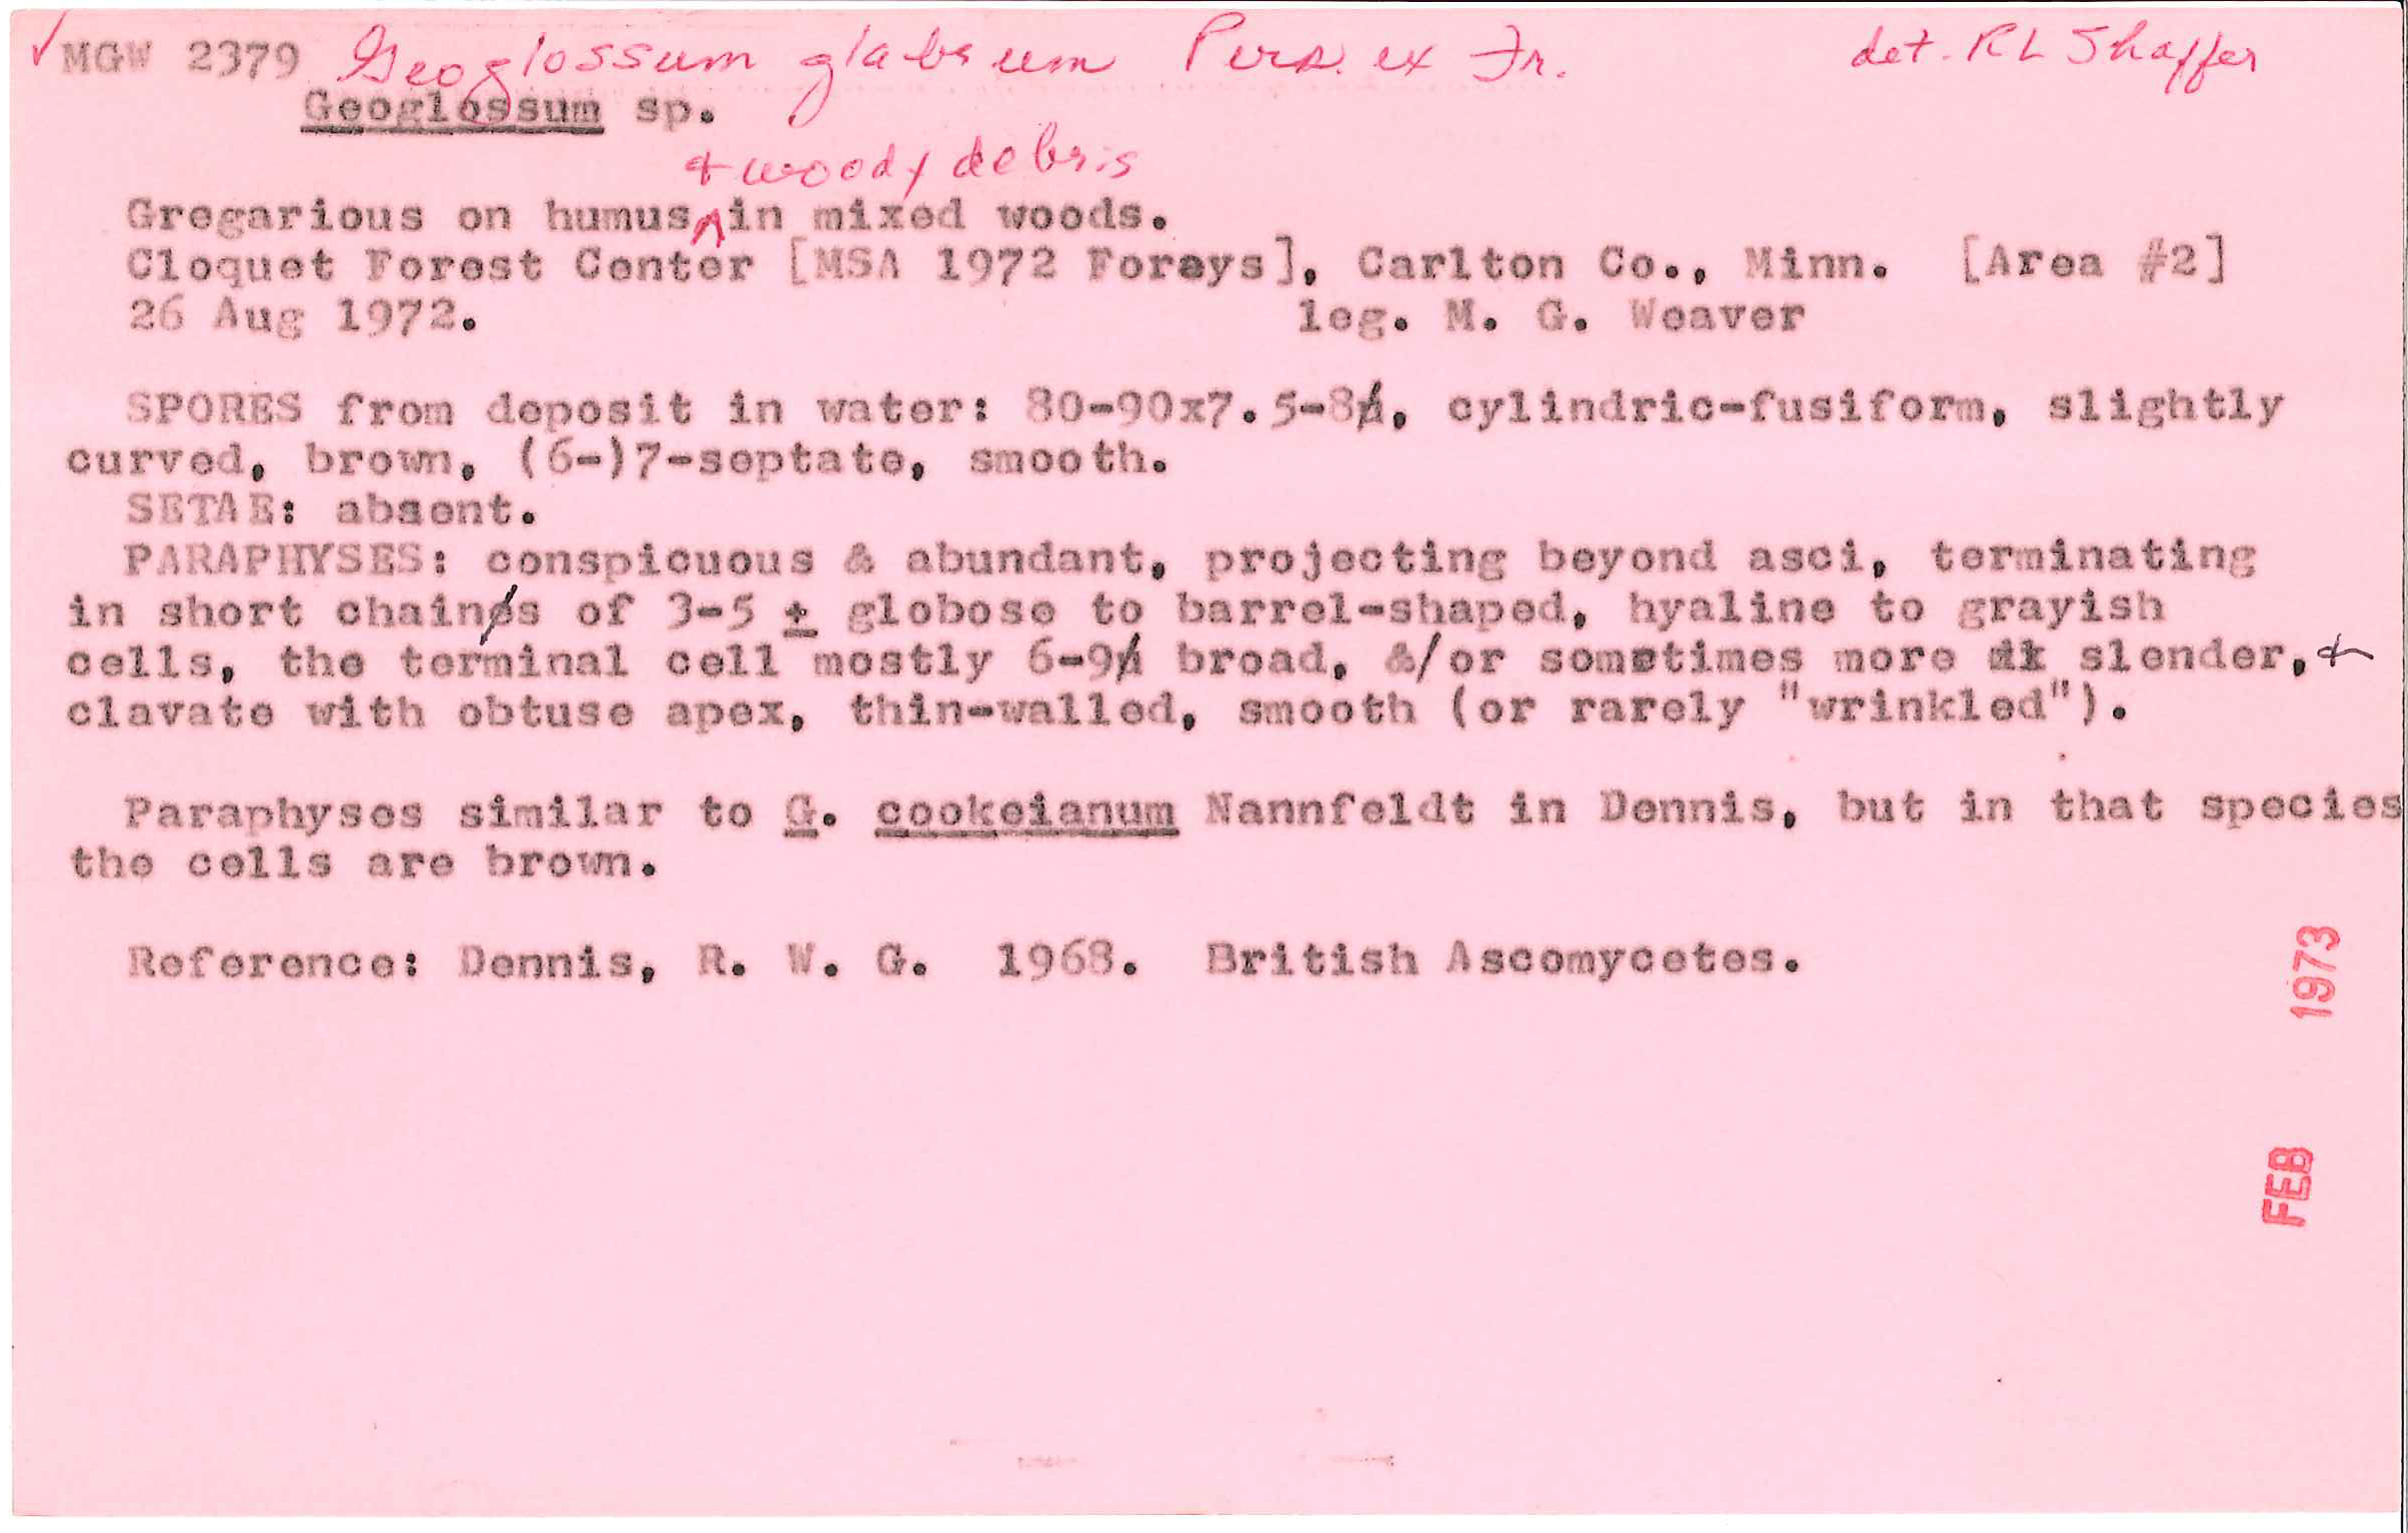 ✓ MGW 2379 Geoglossum glabrum Pers. ex Fr. det. RL Shaffer
Geoglossum sp.
& woody debris
Gregarious on humus ^ in mixed woods.
Cloquet Forest Center [MSA 1972 Forays], Carlton Co., Minn. [Area #2]
26 Aug 1972. leg. M. G. Weaver
SPORES from deposit in water: 80-90x7.5-8µ, cylindric-fusiform, slightly
curved, brown, (6-)7-septate, smooth.
SETAE: absent.
PARAPHYSES: conspicuous & abundant, projecting beyond asci, terminating
in short chains of 3-5 ± globose to barrel-shaped, hyaline to grayish
cells, the terminal cell mostly 6-9µ broad, &/or sometimes more slender, &
clavate with obtuse apex, thin-walled, smooth (or rarely "wrinkled").
Paraphyses similar to G. cookeianum Nannfeldt in Dennis, but in that species
the cells are brown.
Reference: Dennis, R. W. G. 1968. British Ascomycetes.
FEB 1973